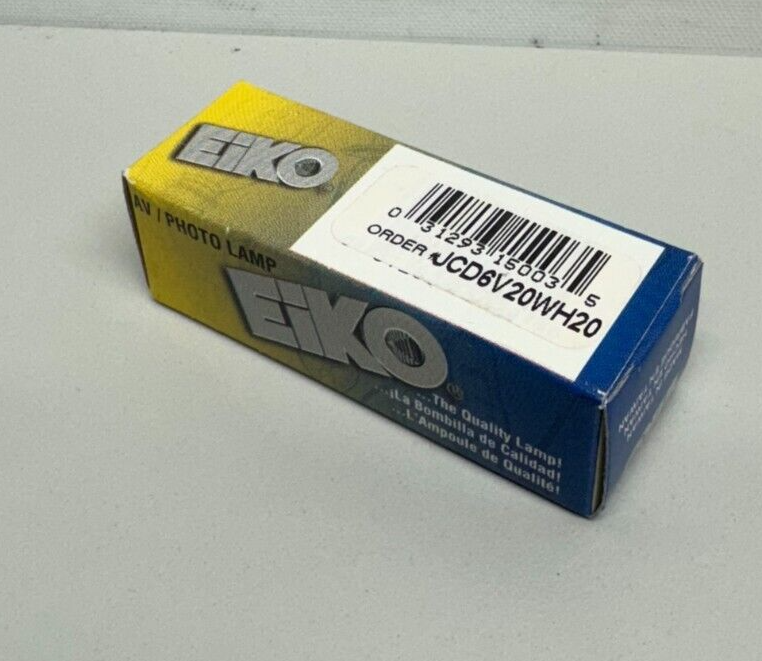 EiKO
0 31293 15003 5
ORDER JCD6V20WH20
AV / PHOTO LAMP
EiKO®
...The Quality Lamp!
...¡La Bombilla de Calidad!
...L'Ampoule de Qualité!